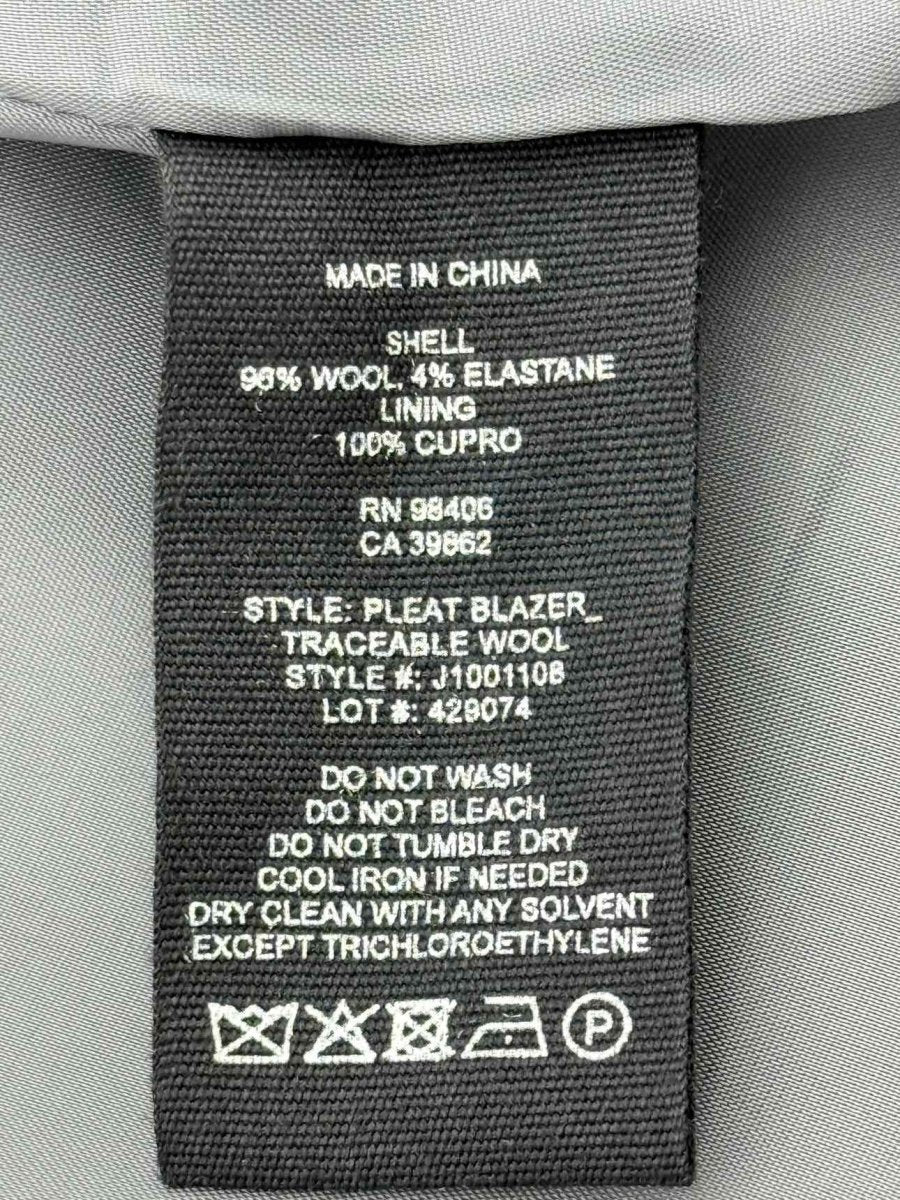 MADE IN CHINA
SHELL
96% WOOL, 4% ELASTANE
LINING
100% CUPRO
RN 98406
CA 39862
STYLE: PLEAT BLAZER_
TRACEABLE WOOL
STYLE #: J1001108
LOT #: 429074
DO NOT WASH
DO NOT BLEACH
DO NOT TUMBLE DRY
COOL IRON IF NEEDED
DRY CLEAN WITH ANY SOLVENT
EXCEPT TRICHLOROETHYLENE
P